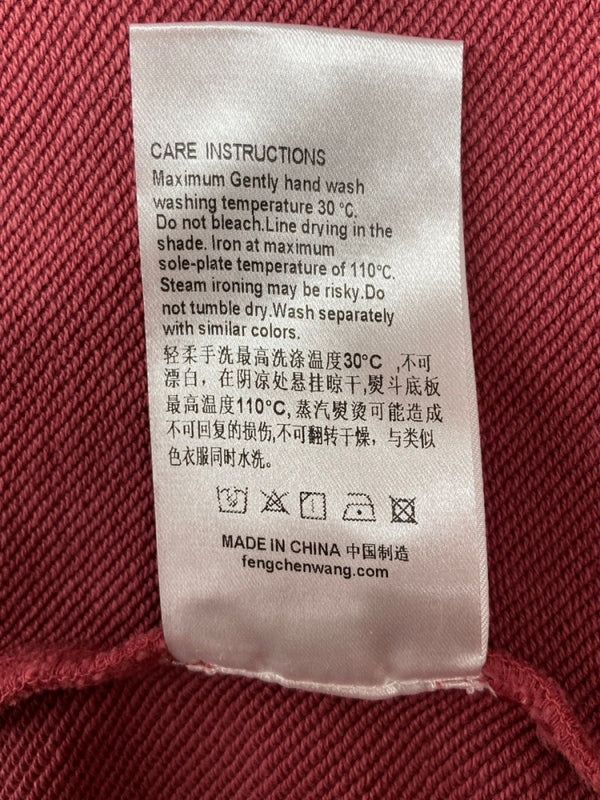 CARE INSTRUCTIONS
Maximum Gently hand wash
washing temperature 30 °C.
Do not bleach.Line drying in the
shade. Iron at maximum
sole-plate temperature of 110°C.
Steam ironing may be risky.Do
not tumble dry.Wash separately
with similar colors.
轻柔手洗最高洗涤温度30°C ,不可
漂白，在阴凉处悬挂晾干,熨斗底板
最高温度110°C,蒸汽熨烫可能造成
不可回复的损伤,不可翻转干燥，与类似
色衣服同时水洗。
MADE IN CHINA 中国制造
fengchenwang.com